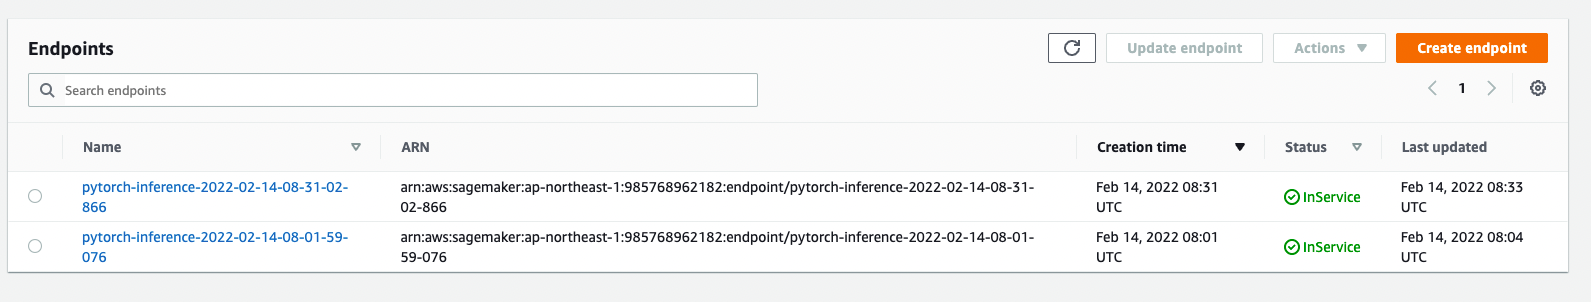 Endpoints
Update endpoint
Actions
Create endpoint
Search endpoints
1
Name
ARN
Creation time
Status
Last updated
pytorch-inference-2022-02-14-08-31-02-
866
arn:aws:sagemaker:ap-northeast-1:985768962182:endpoint/pytorch-inference-2022-02-14-08-31-
02-866
Feb 14, 2022 08:31
UTC
InService
Feb 14, 2022 08:33
UTC
pytorch-inference-2022-02-14-08-01-59-
076
arn:aws:sagemaker:ap-northeast-1:985768962182:endpoint/pytorch-inference-2022-02-14-08-01-
59-076
Feb 14, 2022 08:01
UTC
InService
Feb 14, 2022 08:04
UTC